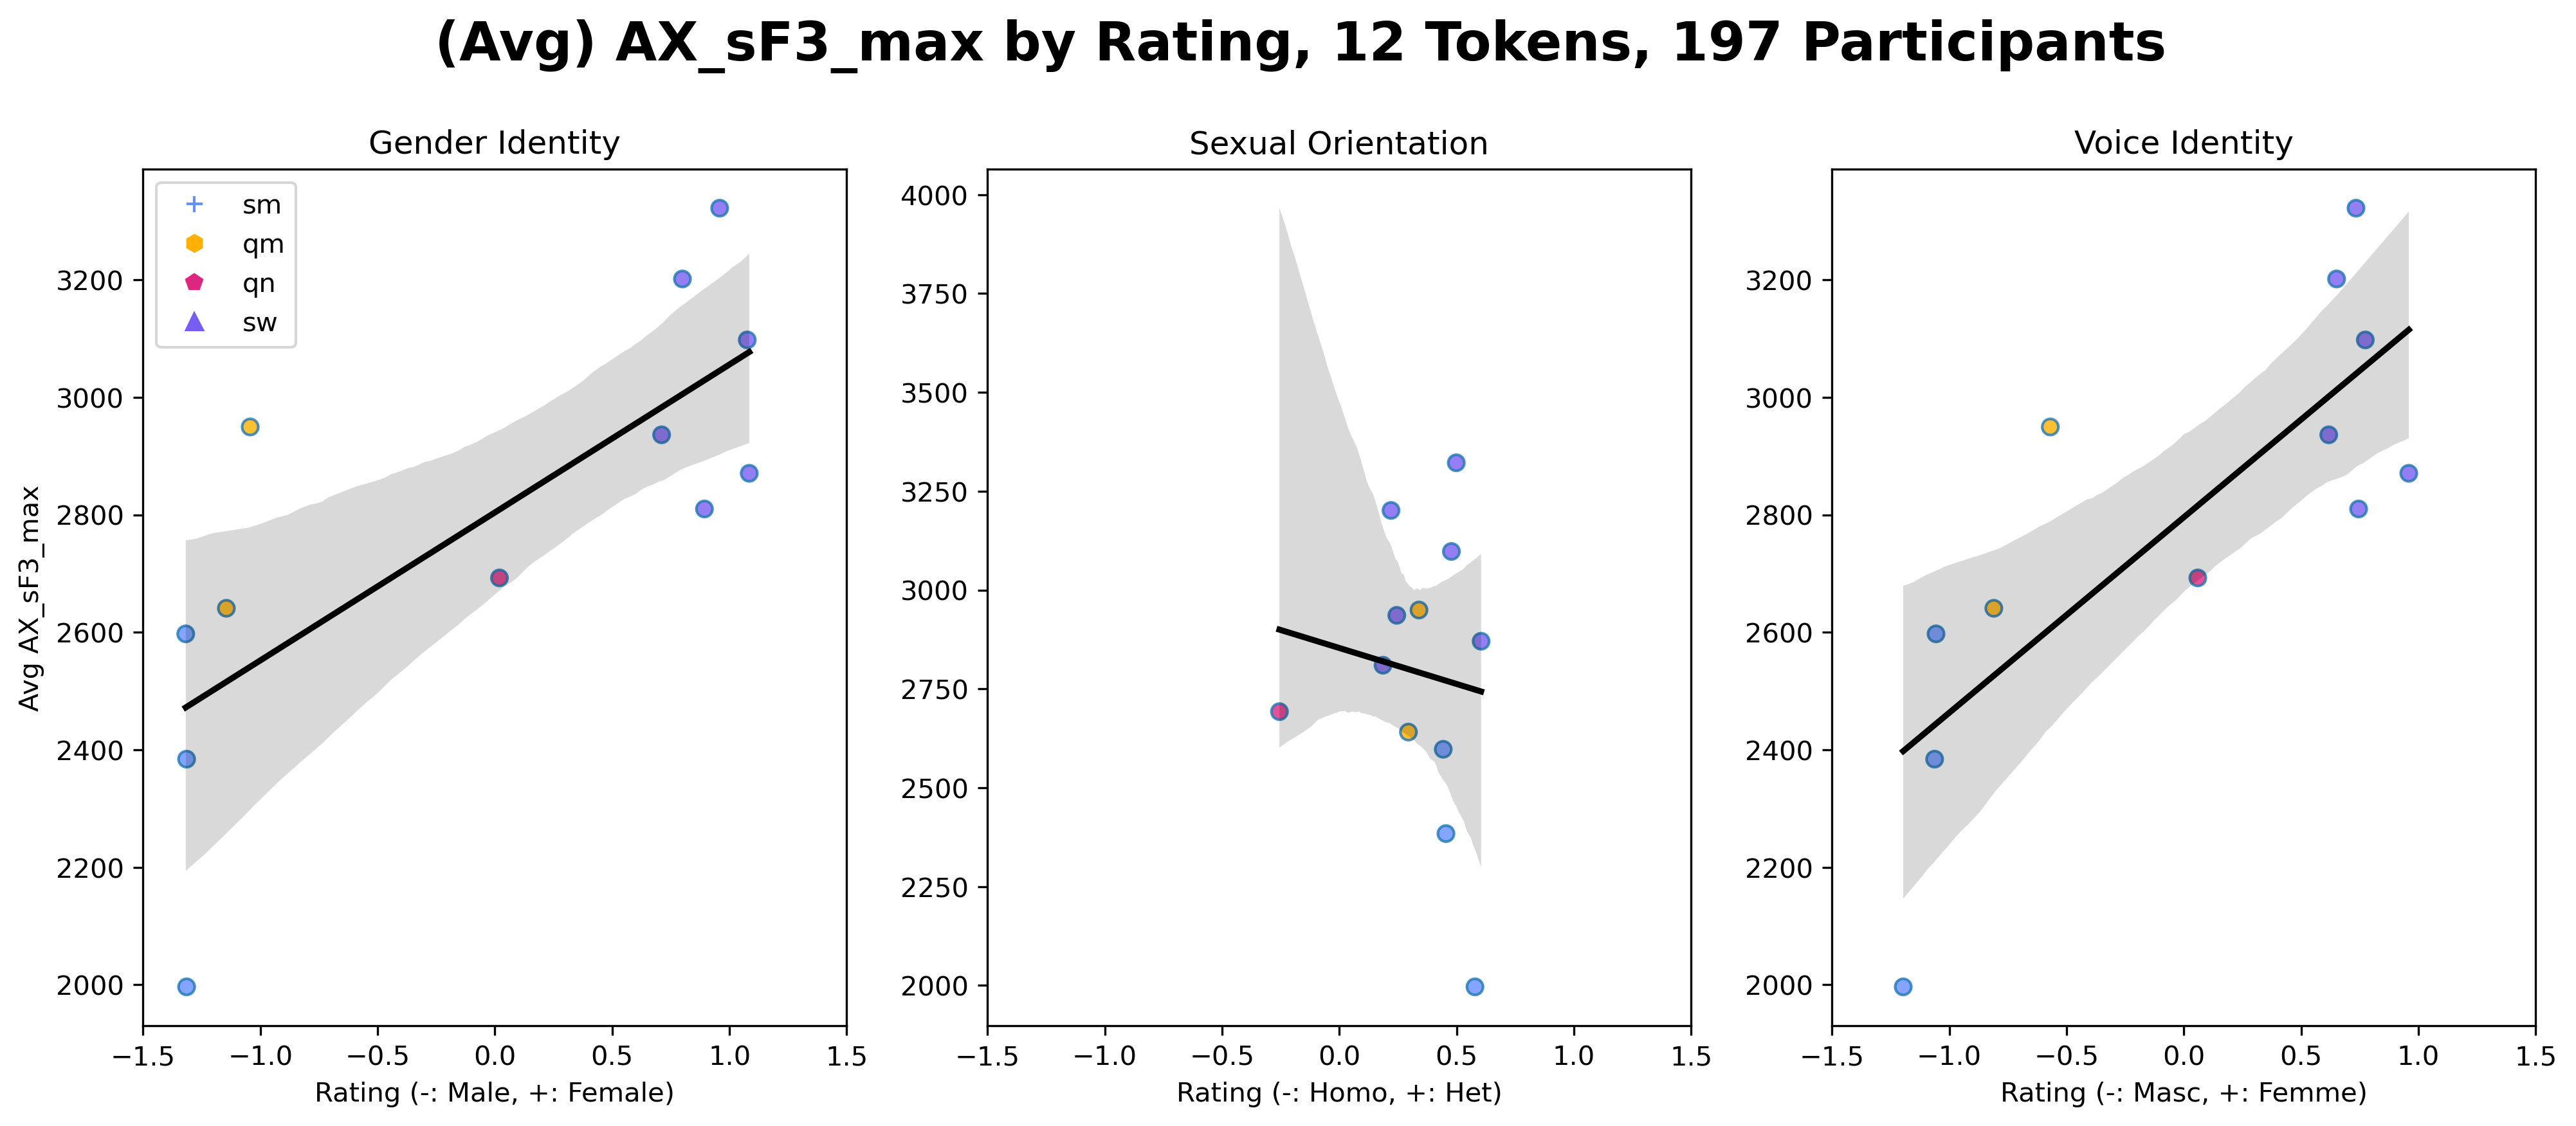 (Avg) AX_sF3_max by Rating, 12 Tokens, 197 Participants
Gender Identity
sm
qm
qn
sw
3200
3000
2800
2600
2400
2200
2000
Avg AX_sF3_max
−1.5 −1.0 −0.5 0.0 0.5 1.0 1.5
Rating (-: Male, +: Female)
Sexual Orientation
4000
3750
3500
3250
3000
2750
2500
2250
2000
−1.5 −1.0 −0.5 0.0 0.5 1.0 1.5
Rating (-: Homo, +: Het)
Voice Identity
3200
3000
2800
2600
2400
2200
2000
−1.5 −1.0 −0.5 0.0 0.5 1.0 1.5
Rating (-: Masc, +: Femme)